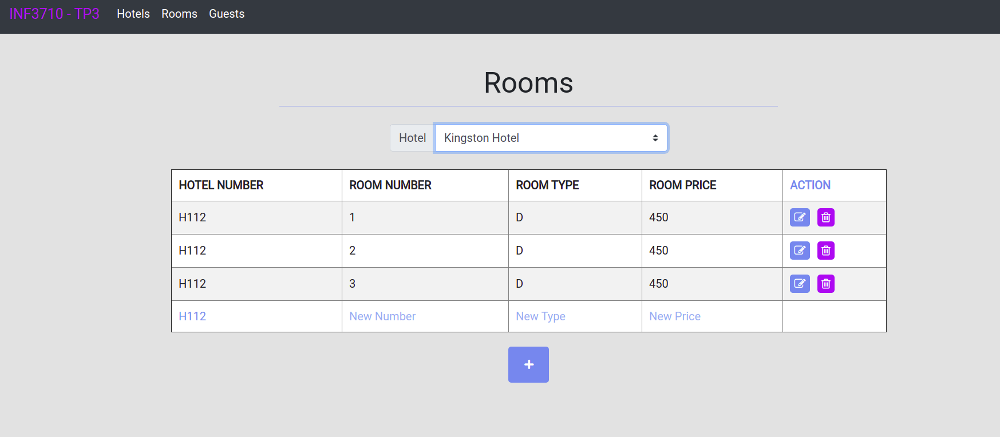 INF3710 - TP3 Hotels Rooms Guests
Rooms
Hotel Kingston Hotel
HOTEL NUMBER ROOM NUMBER ROOM TYPE ROOM PRICE ACTION
H112 1 D 450
H112 2 D 450
H112 3 D 450
H112 New Number New Type New Price
+